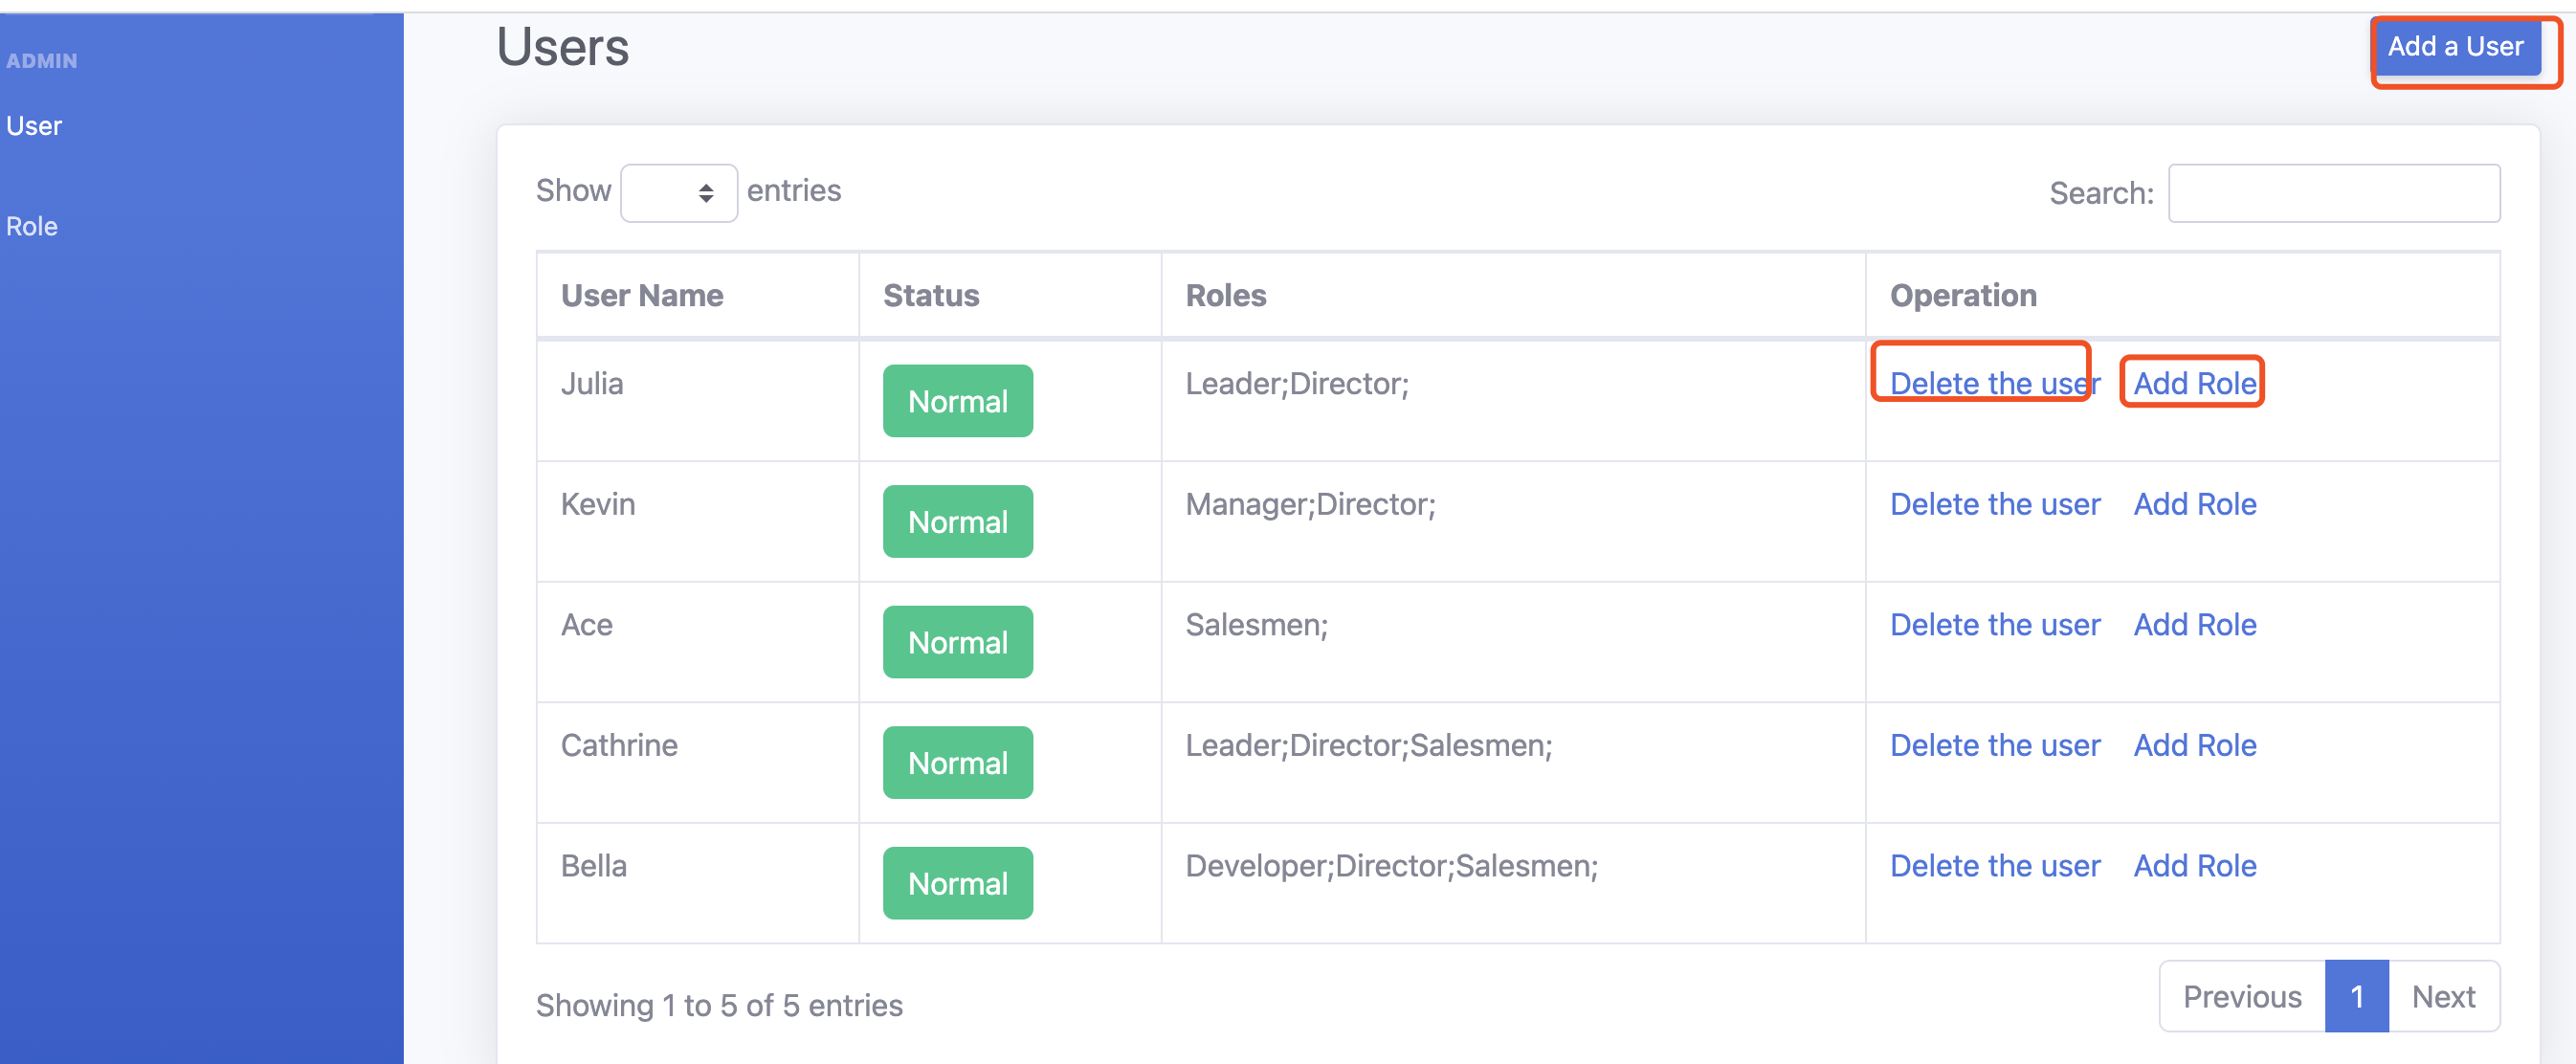 ADMIN
User
Role
Users
Add a User
Show entries
Search:
User Name Status Roles Operation
Julia Normal Leader;Director; Delete the user Add Role
Kevin Normal Manager;Director; Delete the user Add Role
Ace Normal Salesmen; Delete the user Add Role
Cathrine Normal Leader;Director;Salesmen; Delete the user Add Role
Bella Normal Developer;Director;Salesmen; Delete the user Add Role
Showing 1 to 5 of 5 entries
Previous 1 Next